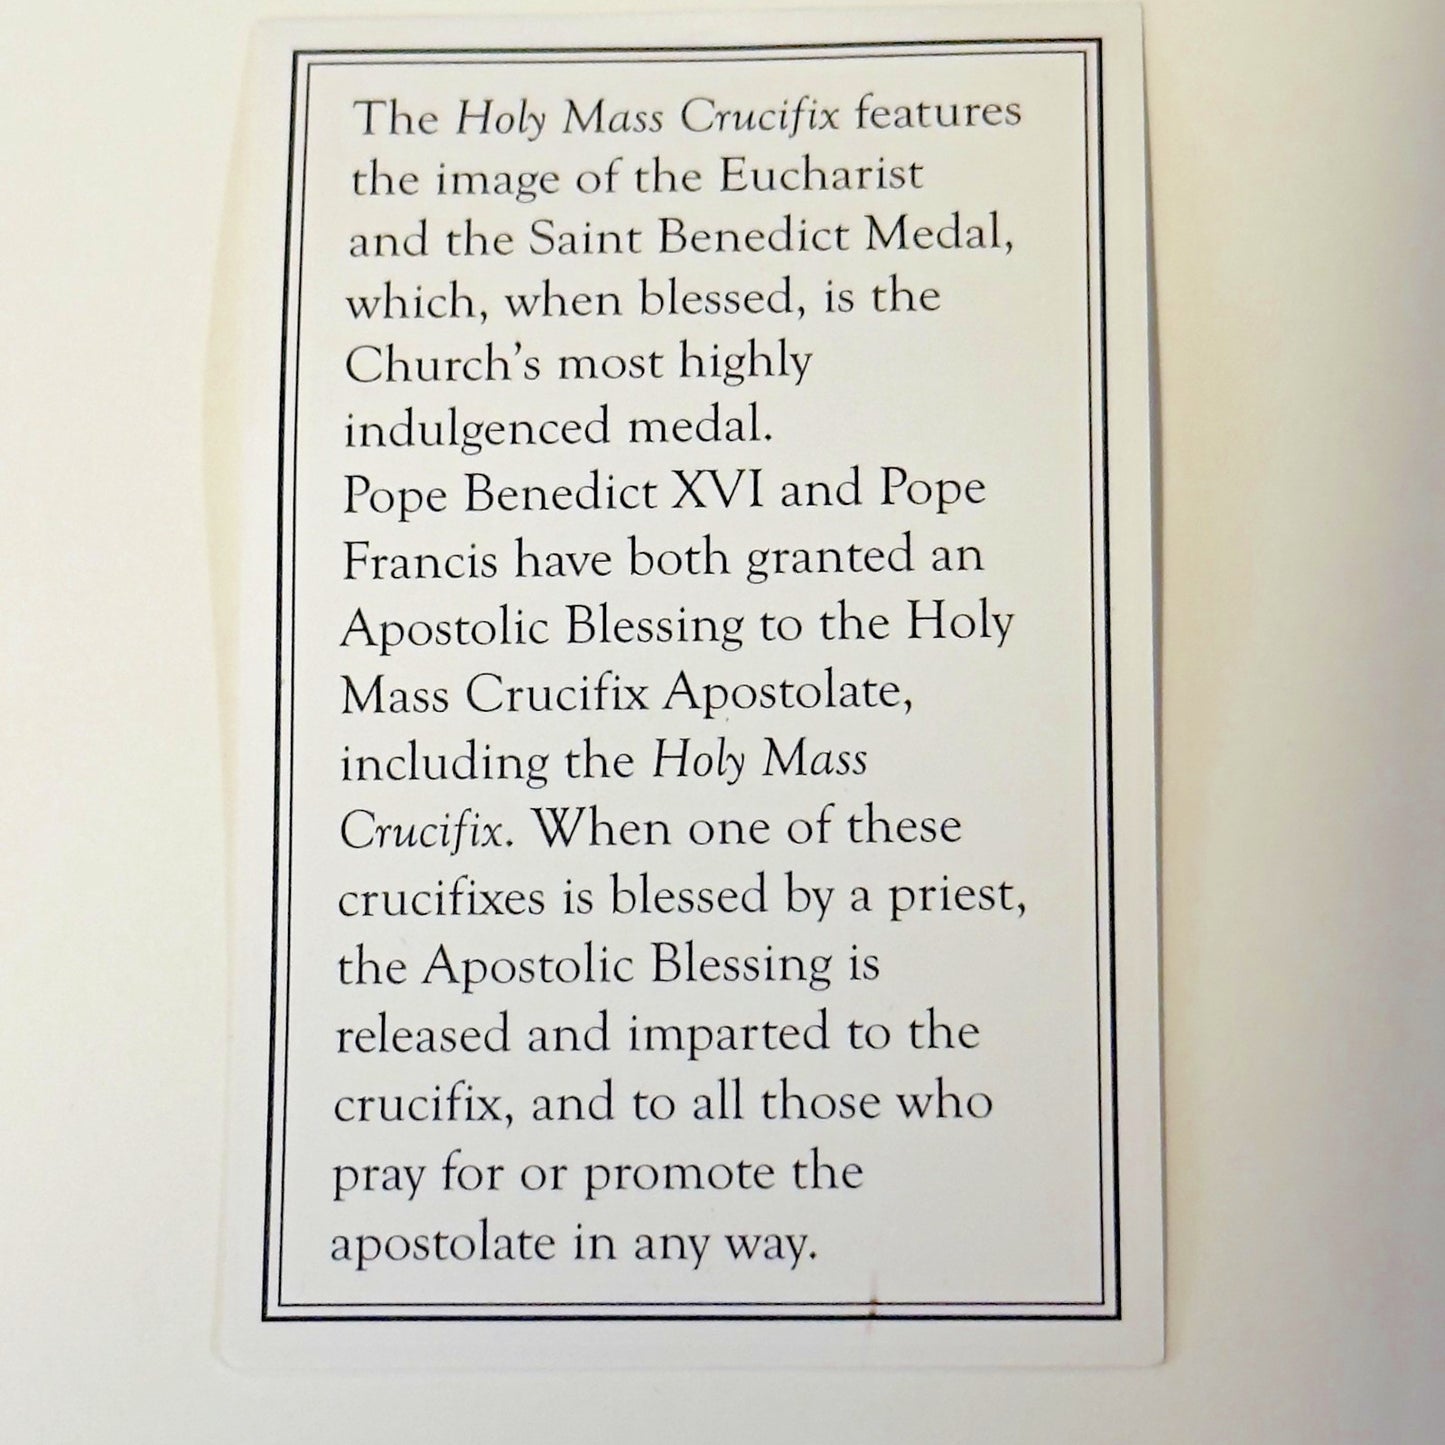 The Holy Mass Crucifix features
the image of the Eucharist
and the Saint Benedict Medal,
which, when blessed, is the
Church's most highly
indulgenced medal.
Pope Benedict XVI and Pope
Francis have both granted an
Apostolic Blessing to the Holy
Mass Crucifix Apostolate,
including the Holy Mass
Crucifix. When one of these
crucifixes is blessed by a priest,
the Apostolic Blessing is
released and imparted to the
crucifix, and to all those who
pray for or promote the
apostolate in any way.